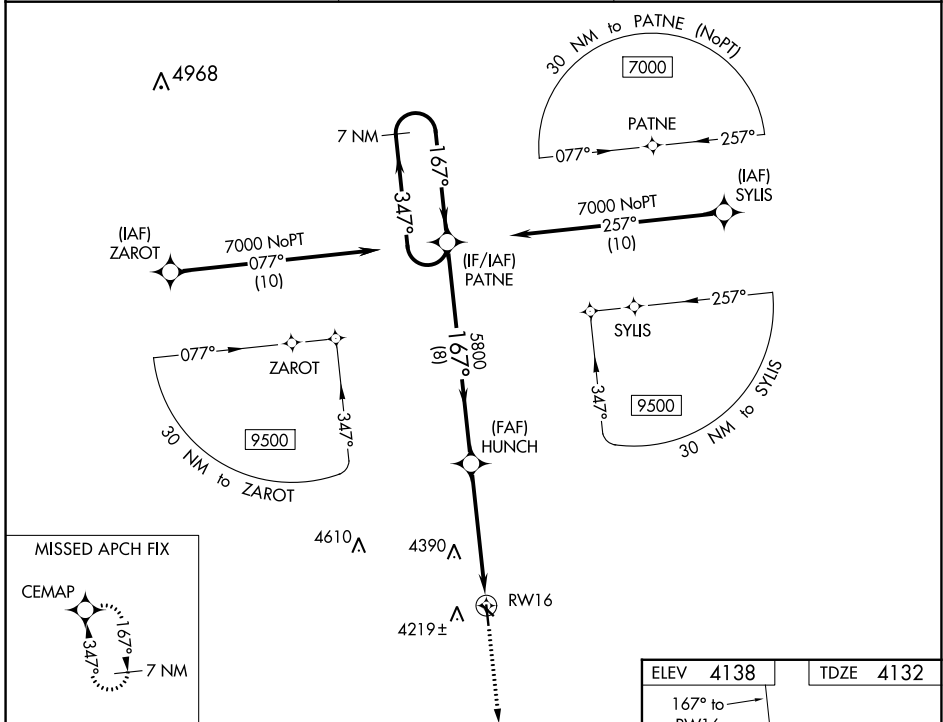 4968
30 NM to PATNE (NoPT)
7000
PATNE
077°
257°
7 NM
167°
347°
(IAF)
SYLIS
7000 NoPT
257°
(10)
(IAF)
ZAROT
7000 NoPT
077°
(10)
(IF/IAF)
PATNE
5800
167°
(8)
077°
ZAROT
347°
9500
30 NM to ZAROT
257°
SYLIS
347°
9500
30 NM to SYLIS
(FAF)
HUNCH
4610
4390
RW16
4219±
MISSED APCH FIX
CEMAP
167°
347°
7 NM
ELEV 4138
TDZE 4132
167° to
RW16